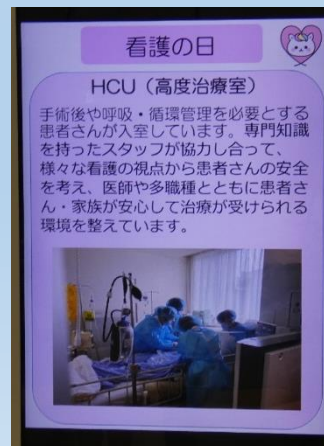 看護の日
HCU（高度治療室）
手術後や呼吸・循環管理を必要とする
患者さんが入室しています。専門知識
を持ったスタッフが協力し合って、
様々な看護の視点から患者さんの安全
を考え、医師や多職種とともに患者さ
ん・家族が安心して治療が受けられる
環境を整えています。